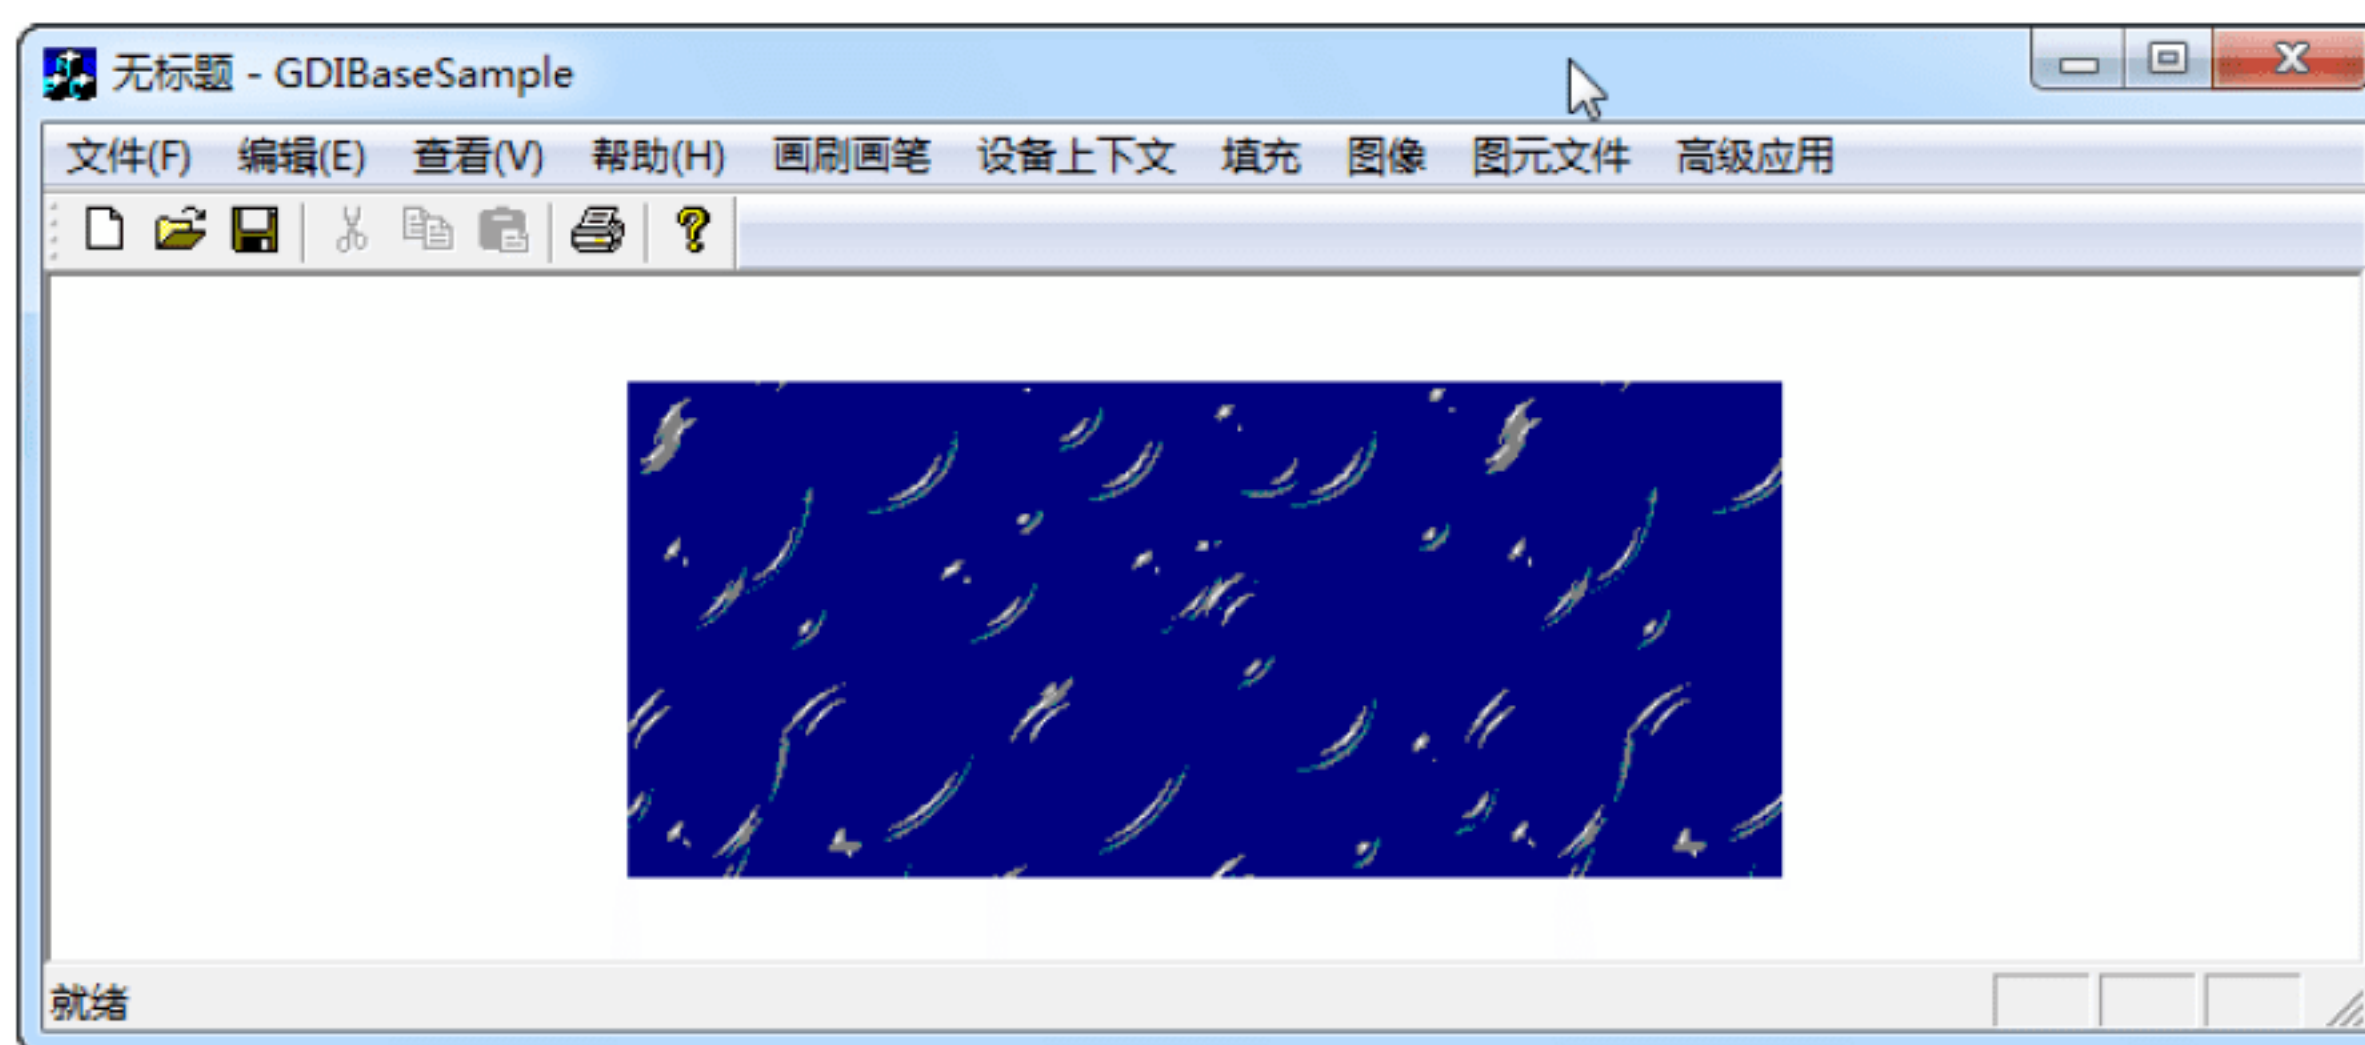 无标题 - GDIBaseSample
文件(F) 编辑(E) 查看(V) 帮助(H) 画刷画笔 设备上下文 填充 图像 图元文件 高级应用
就绪